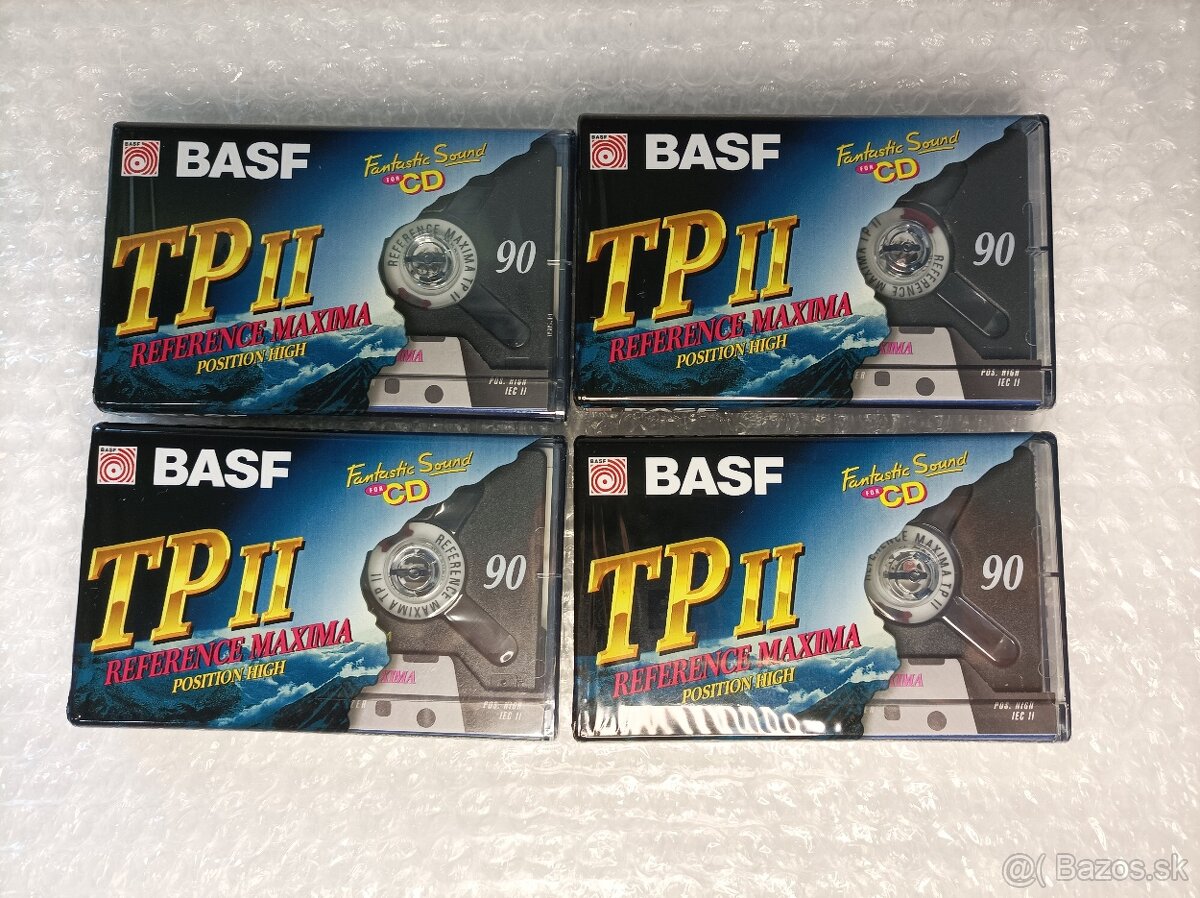 BASF
BASF
Fantastic Sound
FOR CD
TP II
REFERENCE MAXIMA
POSITION HIGH
REFERENCE MAXIMA TP II
90
POS. HIGH
IEC II
BASF
BASF
Fantastic Sound
FOR CD
TP II
REFERENCE MAXIMA
POSITION HIGH
REFERENCE MAXIMA TP II
90
POS. HIGH
IEC II
BASF
BASF
Fantastic Sound
FOR CD
TP II
REFERENCE MAXIMA
POSITION HIGH
REFERENCE MAXIMA TP II
90
POS. HIGH
IEC II
BASF
BASF
Fantastic Sound
FOR CD
TP II
REFERENCE MAXIMA
POSITION HIGH
REFERENCE MAXIMA TP II
90
POS. HIGH
IEC II
@( Bazos.sk